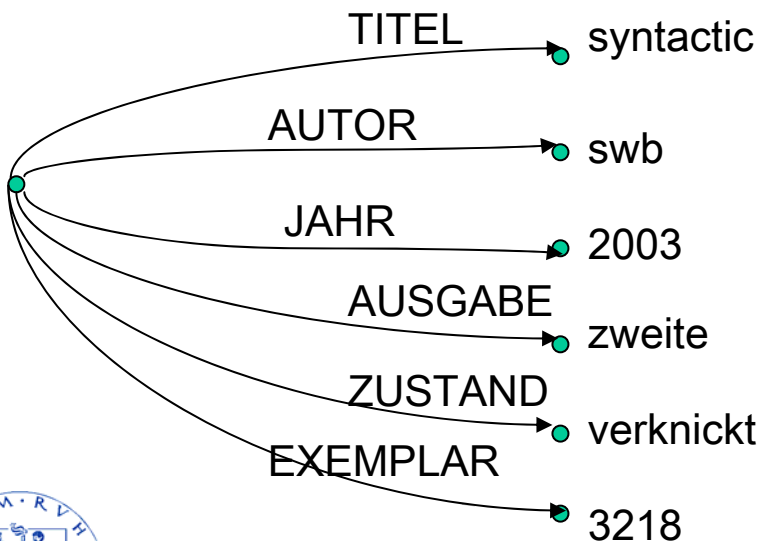 TITEL
syntactic
AUTOR
swb
JAHR
2003
AUSGABE
zweite
ZUSTAND
verknickt
EXEMPLAR
3218